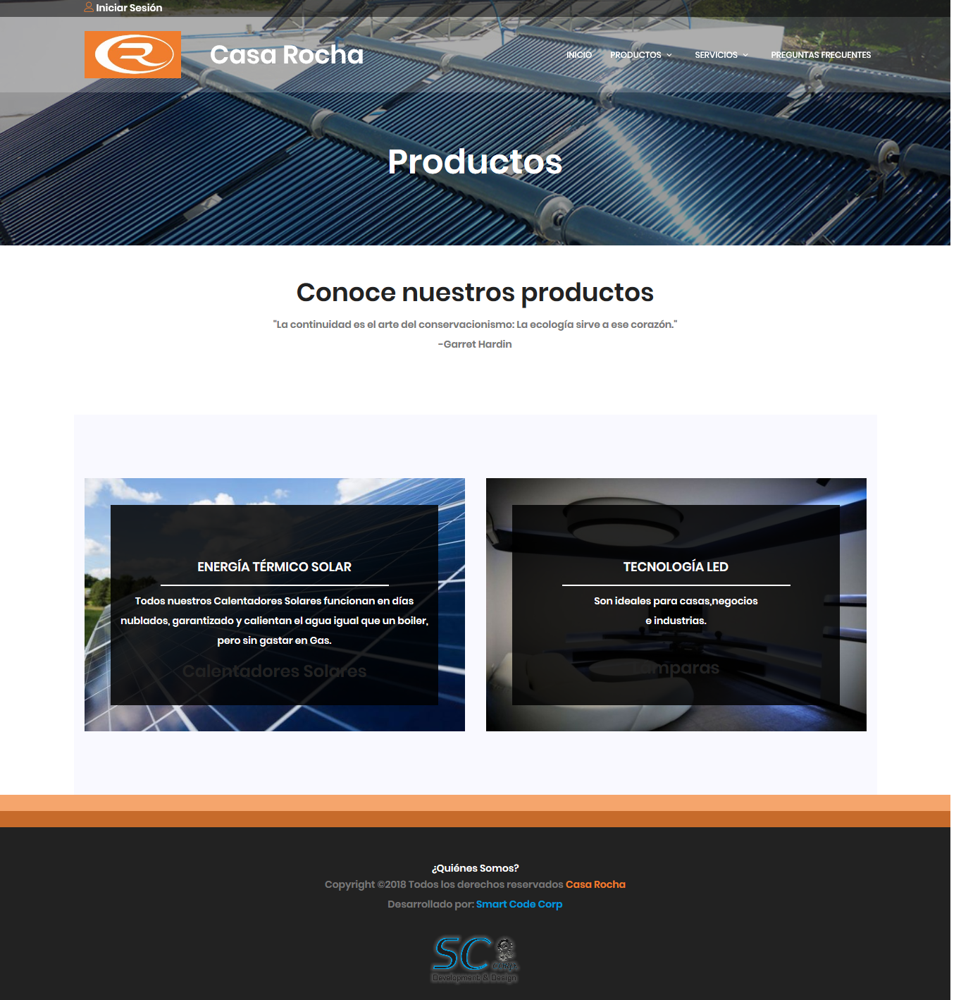 Iniciar Sesión
Casa Rocha
INICIO
PRODUCTOS
SERVICIOS
PREGUNTAS FRECUENTES
Productos
Conoce nuestros productos
"La continuidad es el arte del conservacionismo: La ecología sirve a ese corazón."
-Garret Hardin
ENERGÍA TÉRMICO SOLAR
Todos nuestros Calentadores Solares funcionan en días
nublados, garantizado y calientan el agua igual que un boiler,
pero sin gastar en Gas.
Calentadores Solares
TECNOLOGÍA LED
Son ideales para casas,negocios
e industrias.
Lámparas
¿Quiénes Somos?
Copyright ©2018 Todos los derechos reservados Casa Rocha
Desarrollado por: Smart Code Corp
SC
CORP.
Development & Design